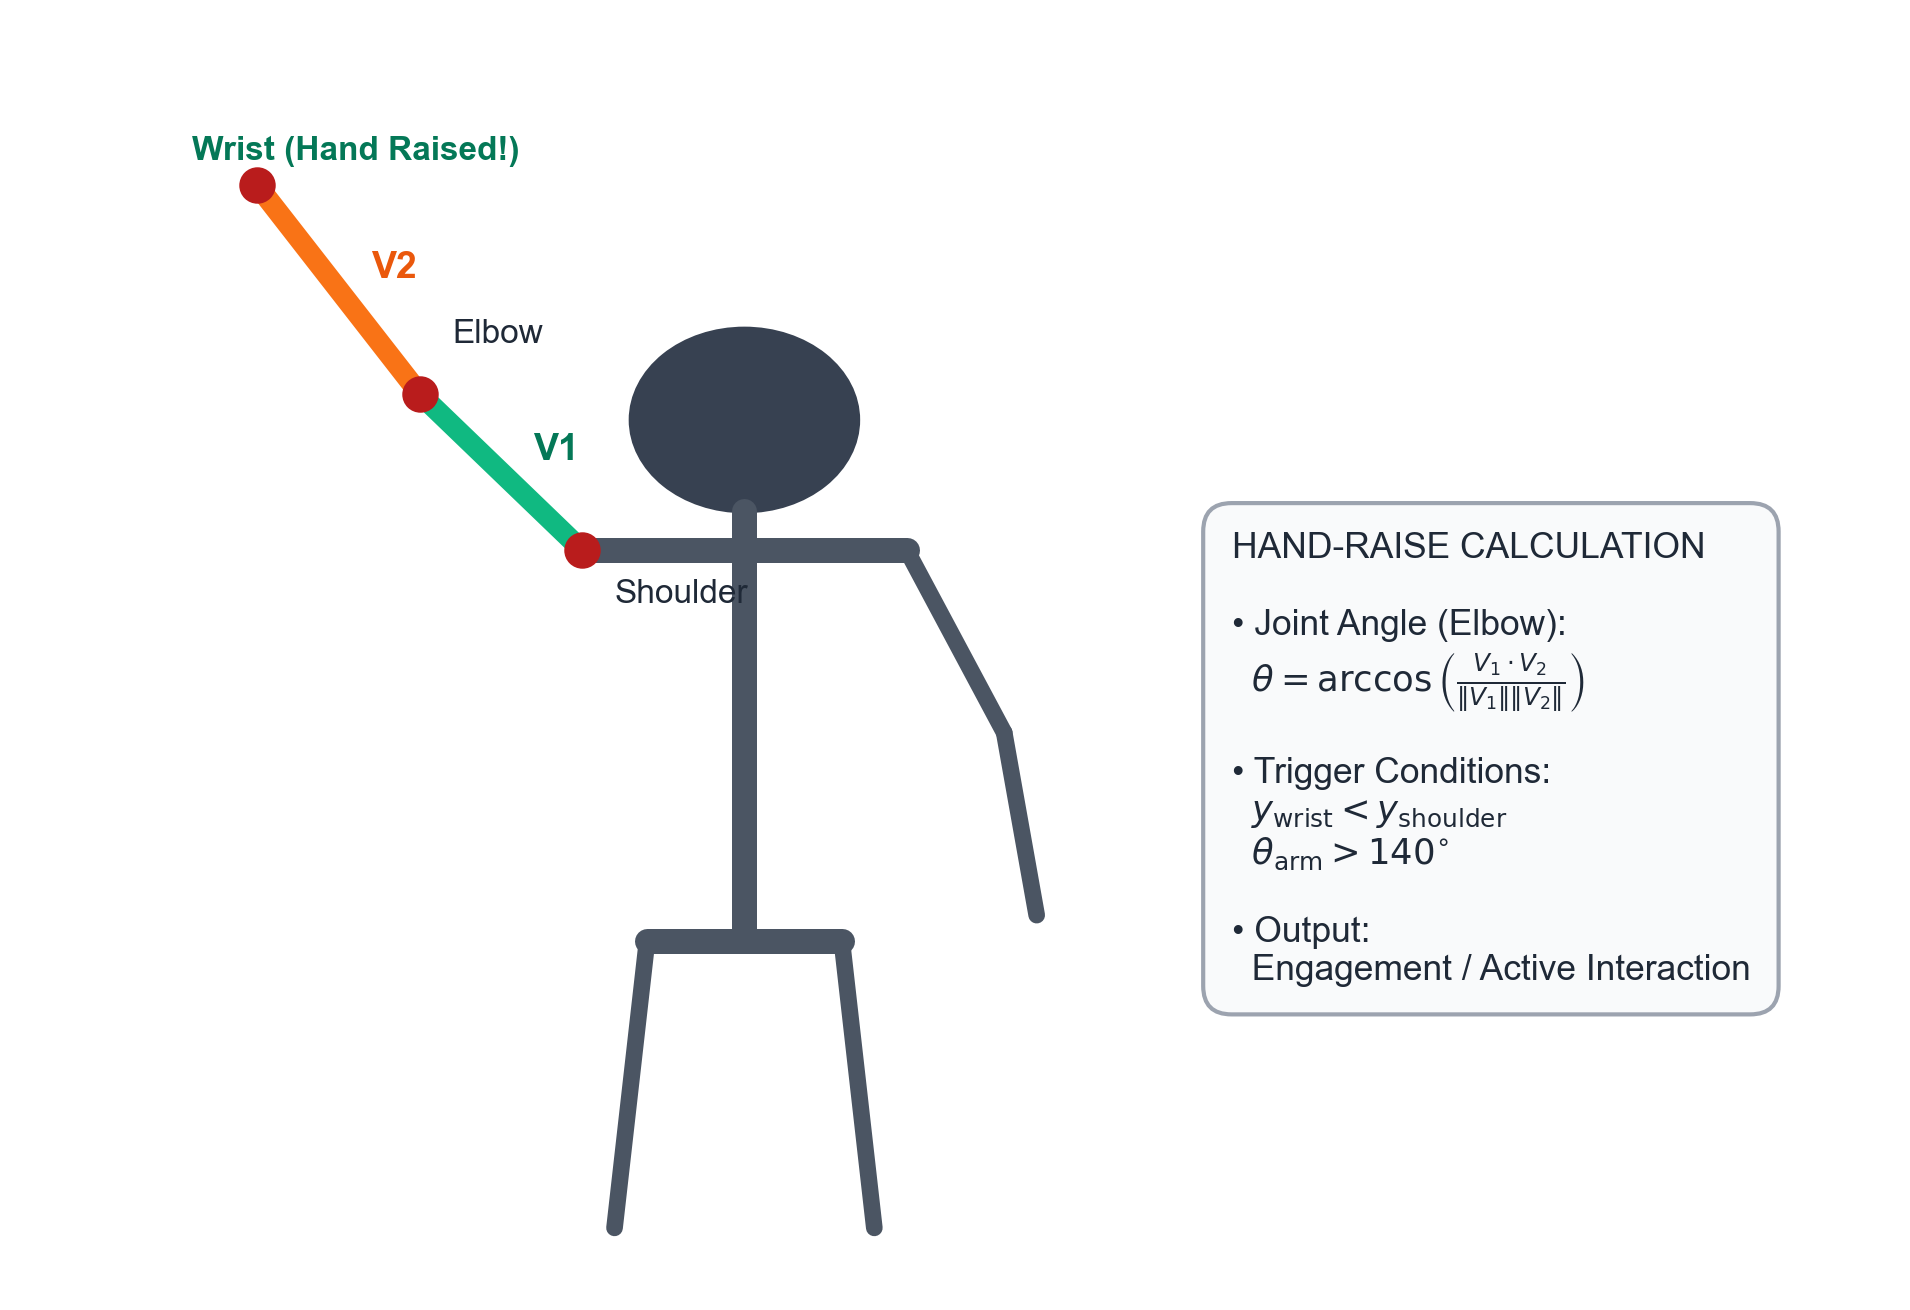 Wrist (Hand Raised!)
V2
Elbow
V1
Shoulder
HAND-RAISE CALCULATION
• Joint Angle (Elbow):
θ = arccos(V₁ · V₂ / ‖V₁‖‖V₂‖)
• Trigger Conditions:
y_wrist < y_shoulder
θ_arm > 140°
• Output:
Engagement / Active Interaction